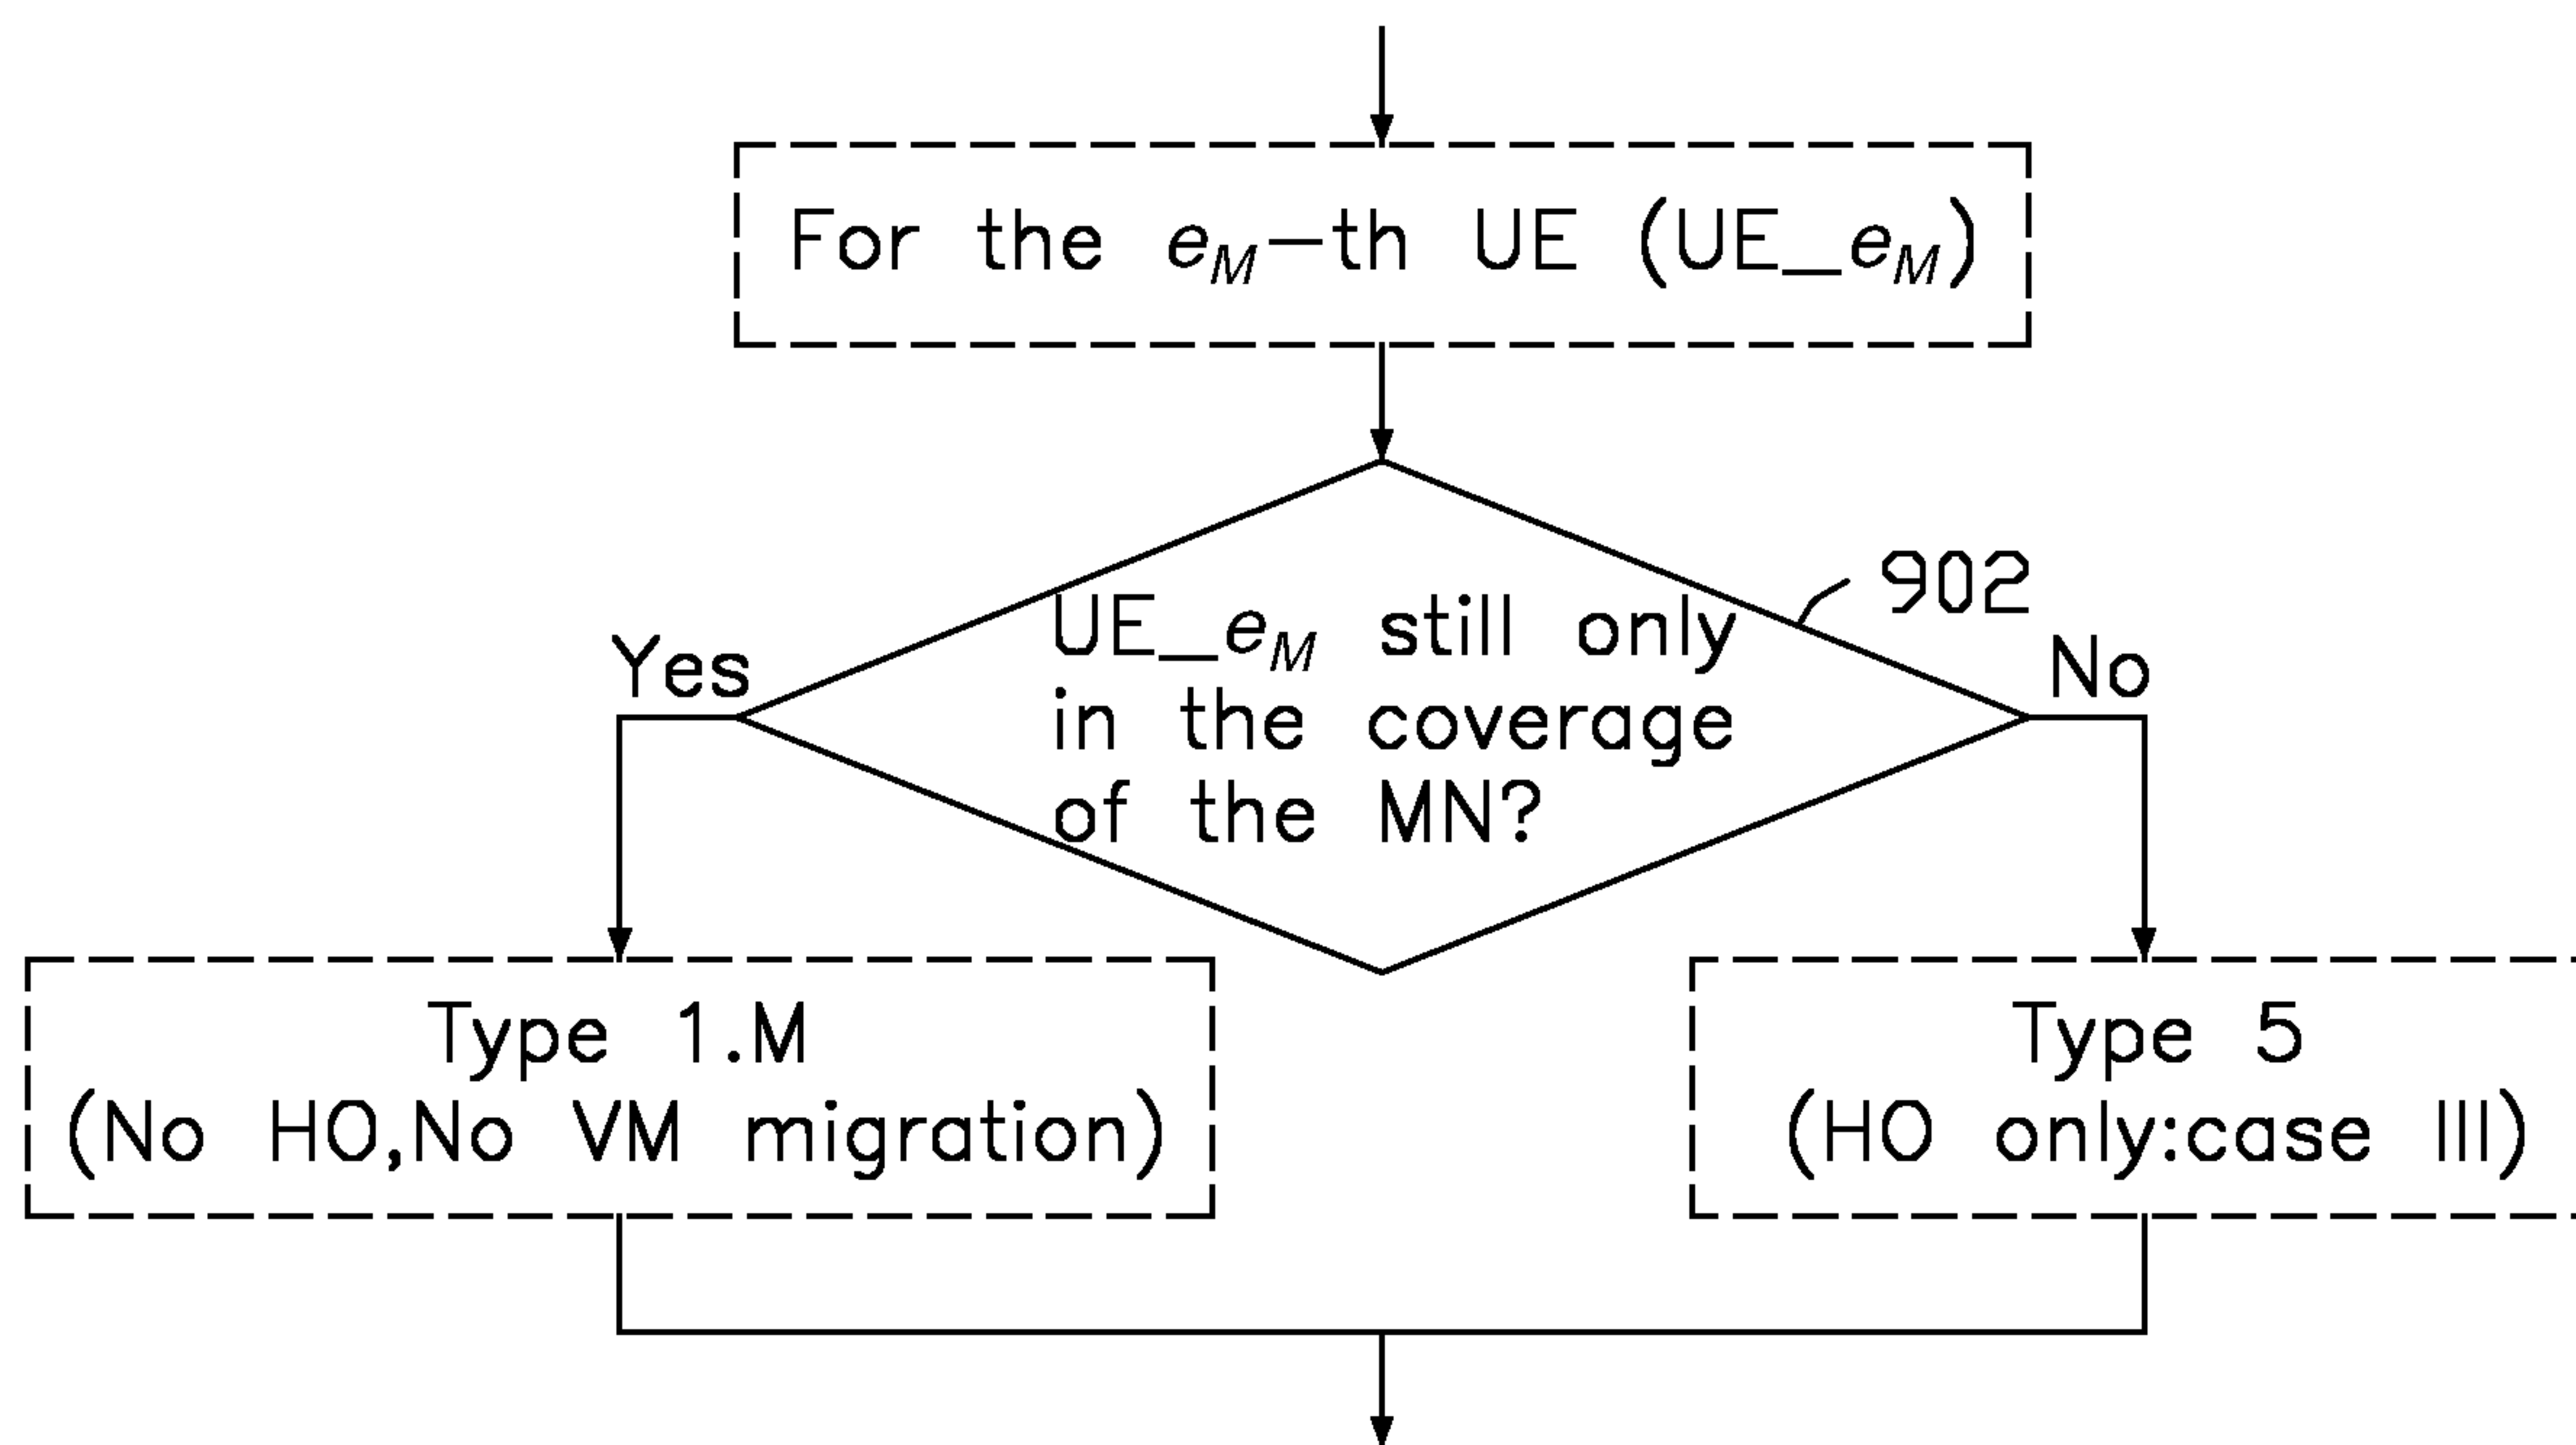 For the e_M-th UE (UE_e_M)
902
UE_e_M still only
in the coverage
of the MN?
Yes
No
Type 1.M
(No HO,No VM migration)
Type 5
(HO only:case III)